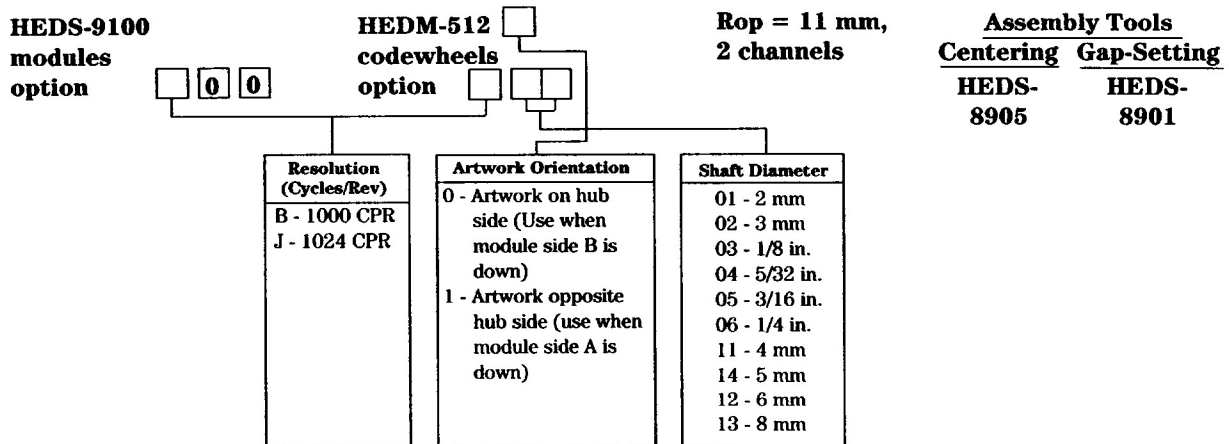 HEDS-9100
modules
option 0 0
HEDM-512
codewheels
option
Rop = 11 mm,
2 channels
Assembly Tools
Centering Gap-Setting
HEDS- HEDS-
8905 8901
Resolution
(Cycles/Rev)
B - 1000 CPR
J - 1024 CPR
Artwork Orientation
0 - Artwork on hub
side (Use when
module side B is
down)
1 - Artwork opposite
hub side (use when
module side A is
down)
Shaft Diameter
01 - 2 mm
02 - 3 mm
03 - 1/8 in.
04 - 5/32 in.
05 - 3/16 in.
06 - 1/4 in.
11 - 4 mm
14 - 5 mm
12 - 6 mm
13 - 8 mm